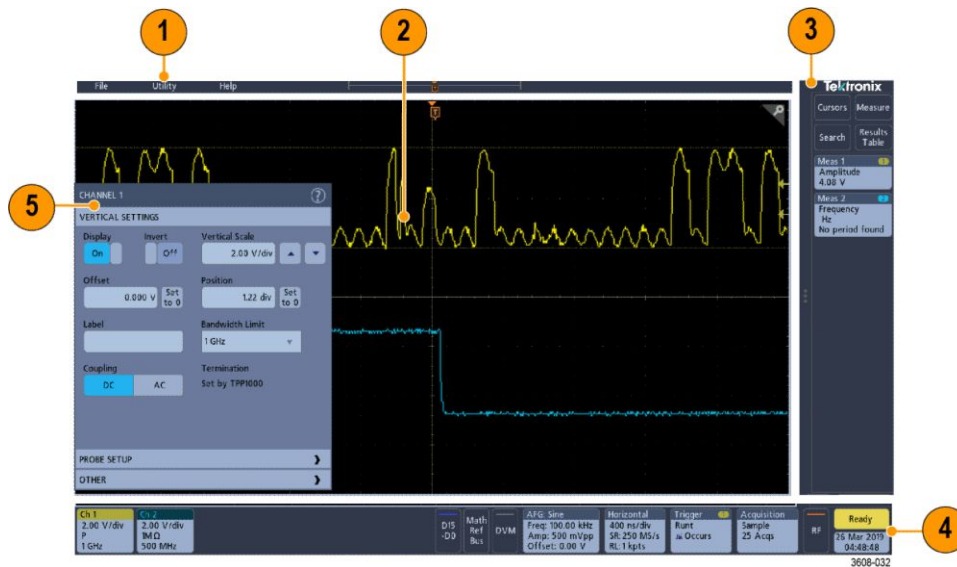 1
2
3
4
5
File Utility Help
T
Tektronix
Cursors Measure
Search Results Table
Meas 1 1
Amplitude
4.08 V
Meas 2 2
Frequency
Hz
No period found
CHANNEL 1 ?
VERTICAL SETTINGS
Display Invert Vertical Scale
On Off 2.00 V/div
Offset Position
0.000 V Set to 0 1.22 div Set to 0
Label Bandwidth Limit
1 GHz
Coupling Termination
DC AC Set by TPP1000
PROBE SETUP
OTHER
Ch 1
2.00 V/div
P
1 GHz
Ch 2
2.00 V/div
1MΩ
500 MHz
D15
-D0
Math
Ref
Bus
DVM
AFG: Sine
Freq: 100.00 kHz
Amp: 500 mVpp
Offset: 0.00 V
Horizontal
400 ns/div
SR: 250 MS/s
RL: 1 kpts
Trigger 1
Runt
Occurs
Acquisition
Sample
25 Acqs
RF
Ready
26 Mar 2019
04:48:48
3608-032